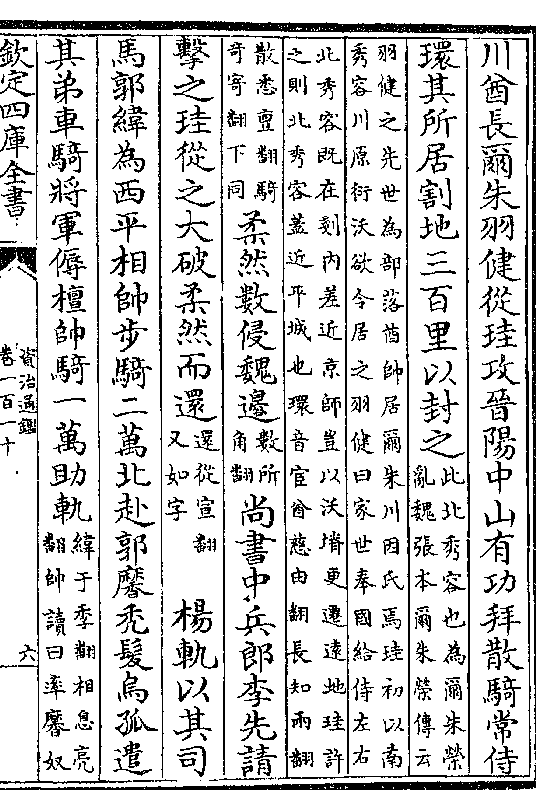 川酋長爾朱羽健從珪攻晉陽中山有功拜散騎常侍
環其所居割地三百里以封之此北秀容也為爾朱榮
亂魏張本爾朱榮傳云
羽健之先世為部落酋帥居爾朱川因氏焉珪初以南
秀容川原衍沃欲令居之羽健曰家世奉國給侍左右
北秀容既在剗内差近京師豈以沃塉更遷遠地珪許
之則北秀容蓋近平城也環音宦酋慈由翻長知兩翻
散悉亶翻騎
奇寄翻下同柔然數侵魏邊數所
角翻尚書中兵郎李先請
擊之珪從之大破柔然而還還從宣翻
又如字楊軌以其司
馬郭緯為西平相帥步騎二萬北赴郭黁禿髮烏孤遣
其弟車騎將軍傉檀帥騎一萬助軌緯于季翻相息亮
翻帥讀曰率黁奴
欽定四庫全書
資治通鑑
卷一百一十
六